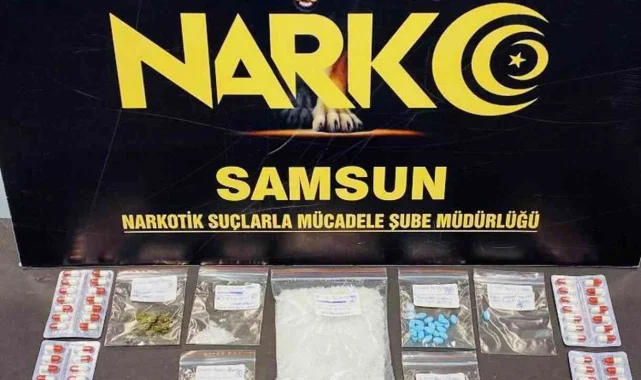 NARKO
SAMSUN
NARKOTİK SUÇLARLA MÜCADELE ŞUBE MÜDÜRLÜĞÜ